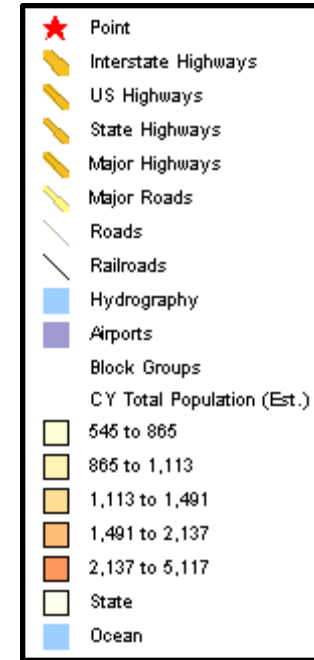 Point
Interstate Highways
US Highways
State Highways
Major Highways
Major Roads
Roads
Railroads
Hydrography
Airports
Block Groups
CY Total Population (Est.)
545 to 865
865 to 1,113
1,113 to 1,491
1,491 to 2,137
2,137 to 5,117
State
Ocean